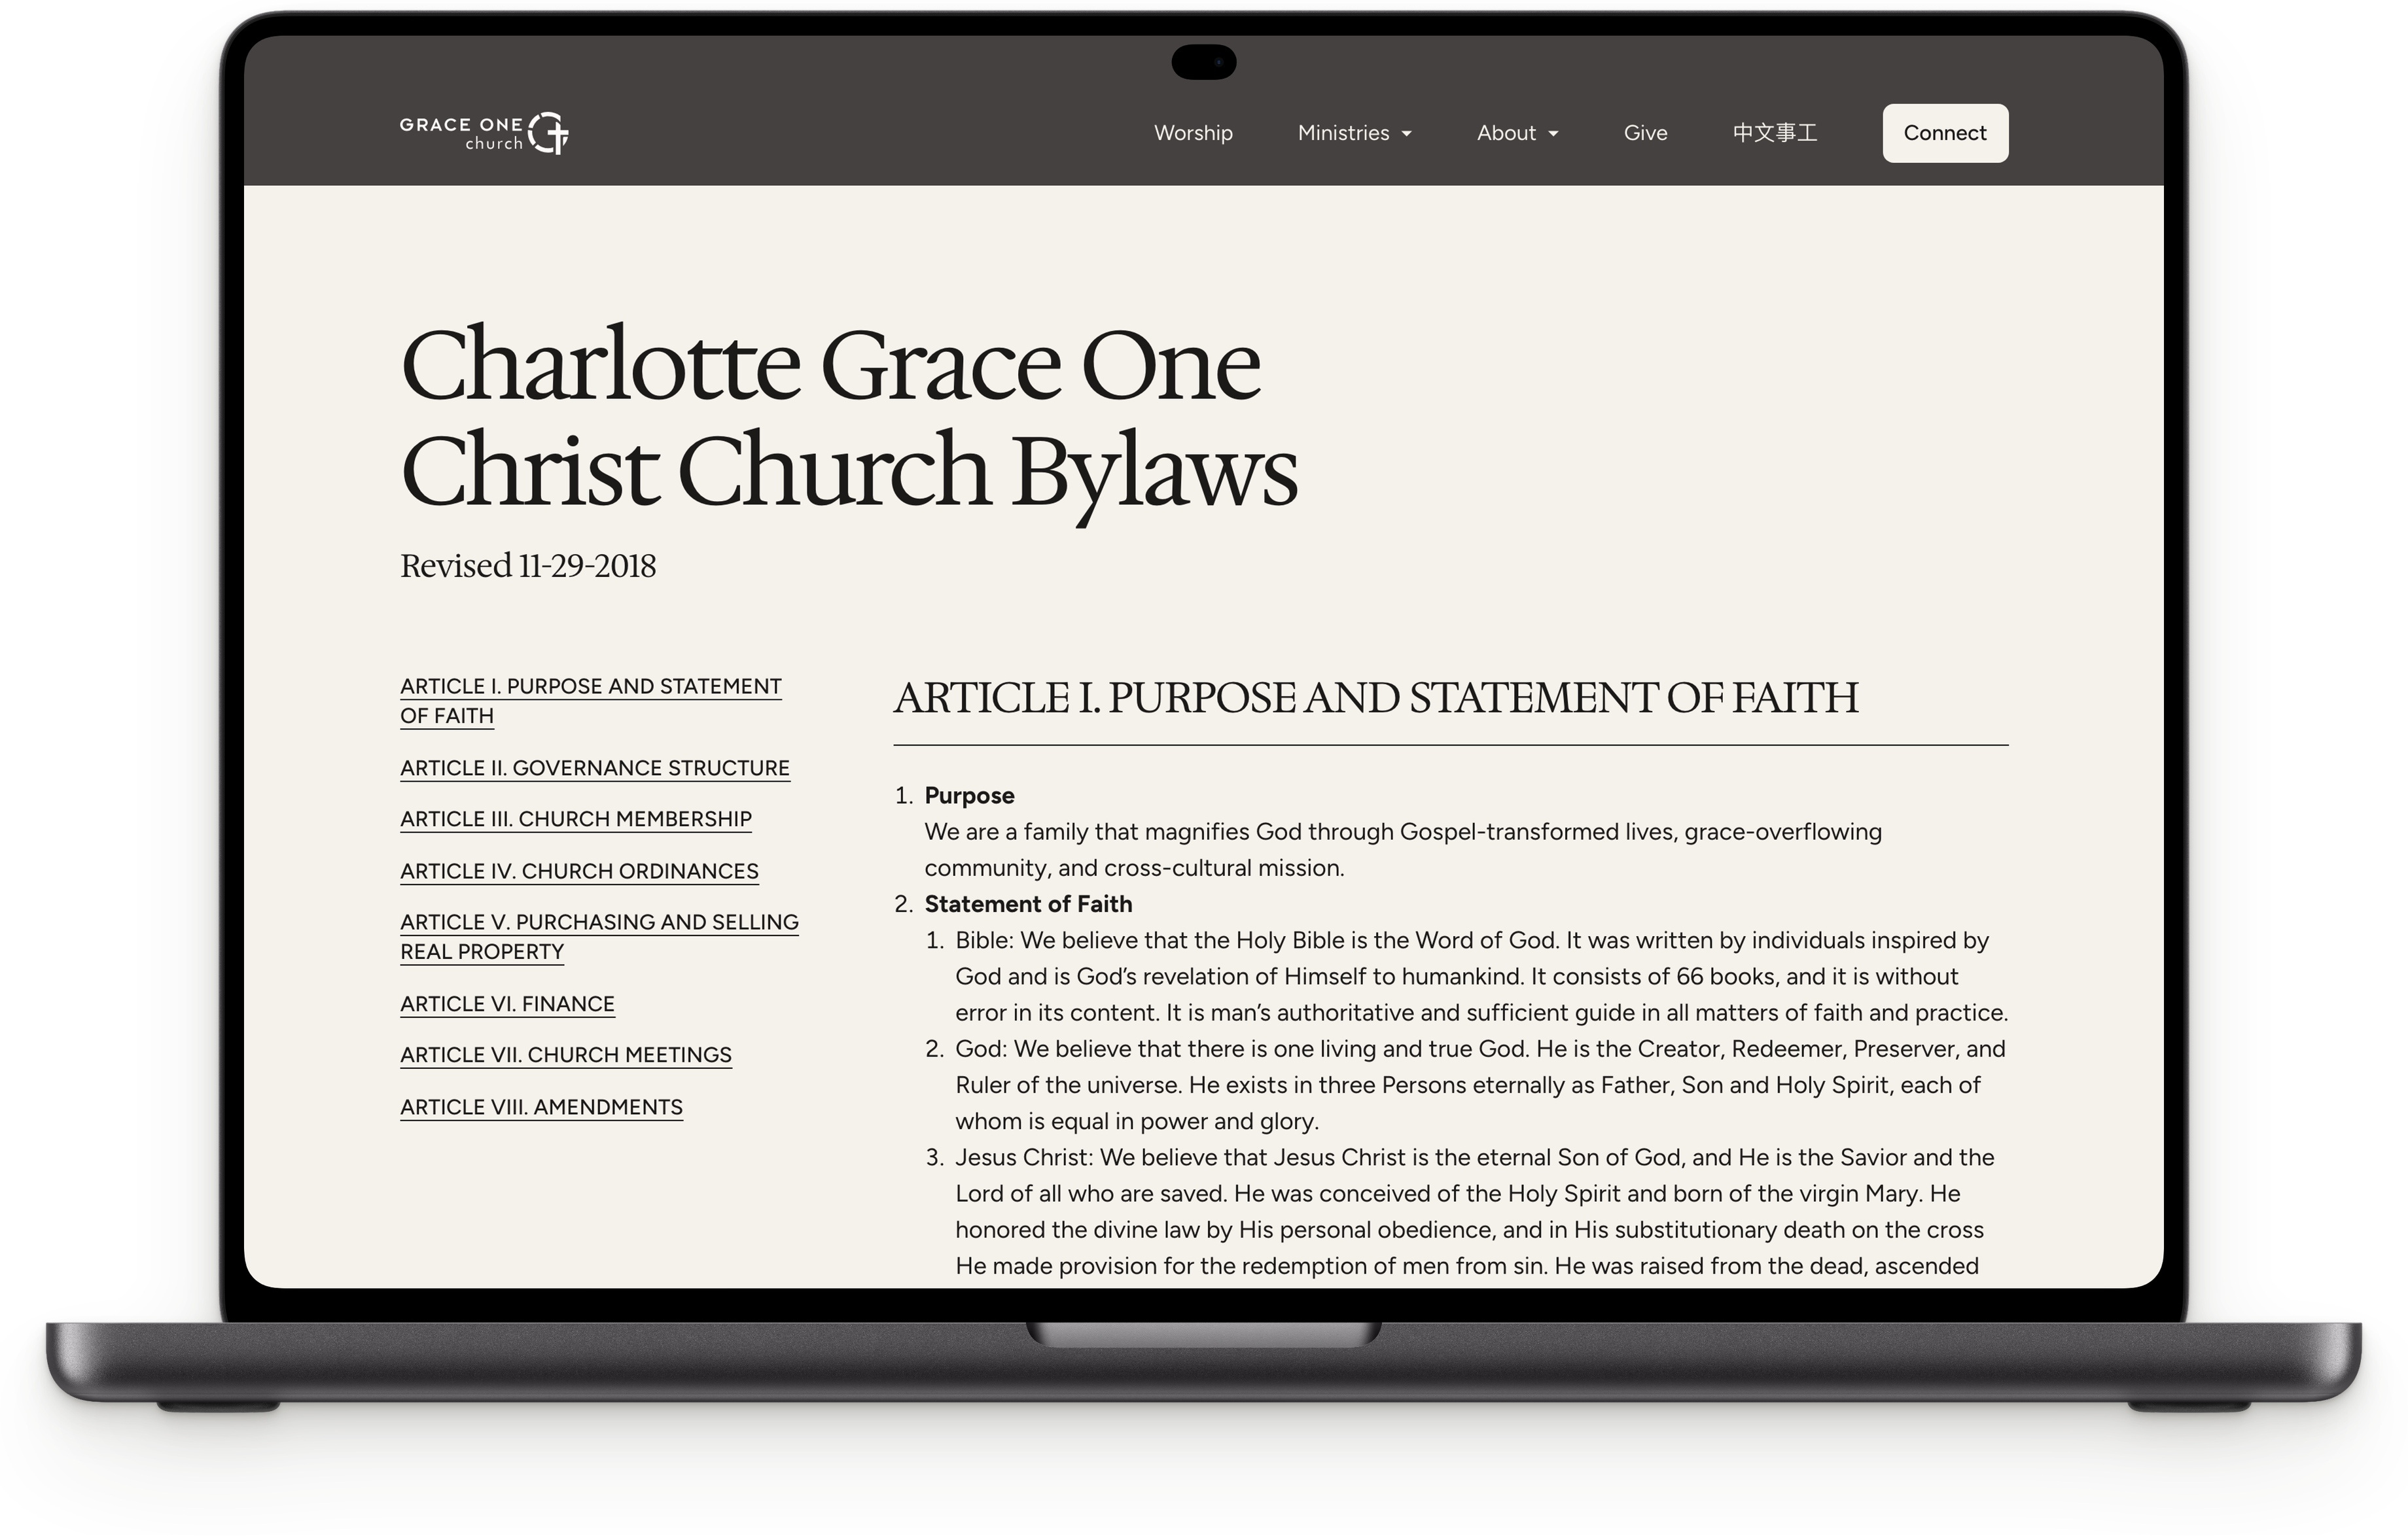 GRACE ONE
church
Worship
Ministries
About
Give
中文事工
Connect
Charlotte Grace One
Christ Church Bylaws
Revised 11-29-2018
ARTICLE I. PURPOSE AND STATEMENT
OF FAITH
ARTICLE II. GOVERNANCE STRUCTURE
ARTICLE III. CHURCH MEMBERSHIP
ARTICLE IV. CHURCH ORDINANCES
ARTICLE V. PURCHASING AND SELLING
REAL PROPERTY
ARTICLE VI. FINANCE
ARTICLE VII. CHURCH MEETINGS
ARTICLE VIII. AMENDMENTS
ARTICLE I. PURPOSE AND STATEMENT OF FAITH
1. Purpose
We are a family that magnifies God through Gospel-transformed lives, grace-overflowing
community, and cross-cultural mission.
2. Statement of Faith
1. Bible: We believe that the Holy Bible is the Word of God. It was written by individuals inspired by
God and is God’s revelation of Himself to humankind. It consists of 66 books, and it is without
error in its content. It is man’s authoritative and sufficient guide in all matters of faith and practice.
2. God: We believe that there is one living and true God. He is the Creator, Redeemer, Preserver, and
Ruler of the universe. He exists in three Persons eternally as Father, Son and Holy Spirit, each of
whom is equal in power and glory.
3. Jesus Christ: We believe that Jesus Christ is the eternal Son of God, and He is the Savior and the
Lord of all who are saved. He was conceived of the Holy Spirit and born of the virgin Mary. He
honored the divine law by His personal obedience, and in His substitutionary death on the cross
He made provision for the redemption of men from sin. He was raised from the dead, ascended